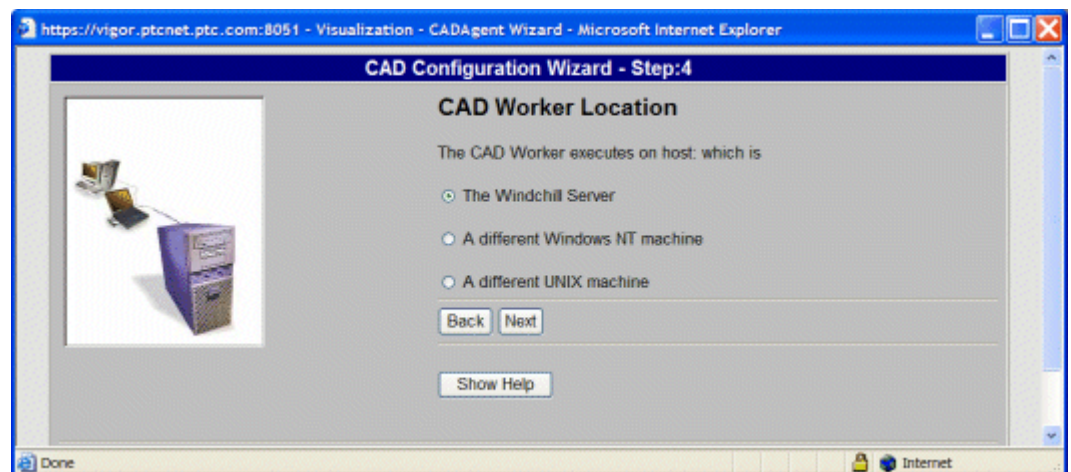 https://vigor.ptcnet.ptc.com:8051 - Visualization - CADAgent Wizard - Microsoft Internet Explorer
CAD Configuration Wizard - Step:4
CAD Worker Location
The CAD Worker executes on host: which is
The Windchill Server
A different Windows NT machine
A different UNIX machine
Back Next
Show Help
Done Internet